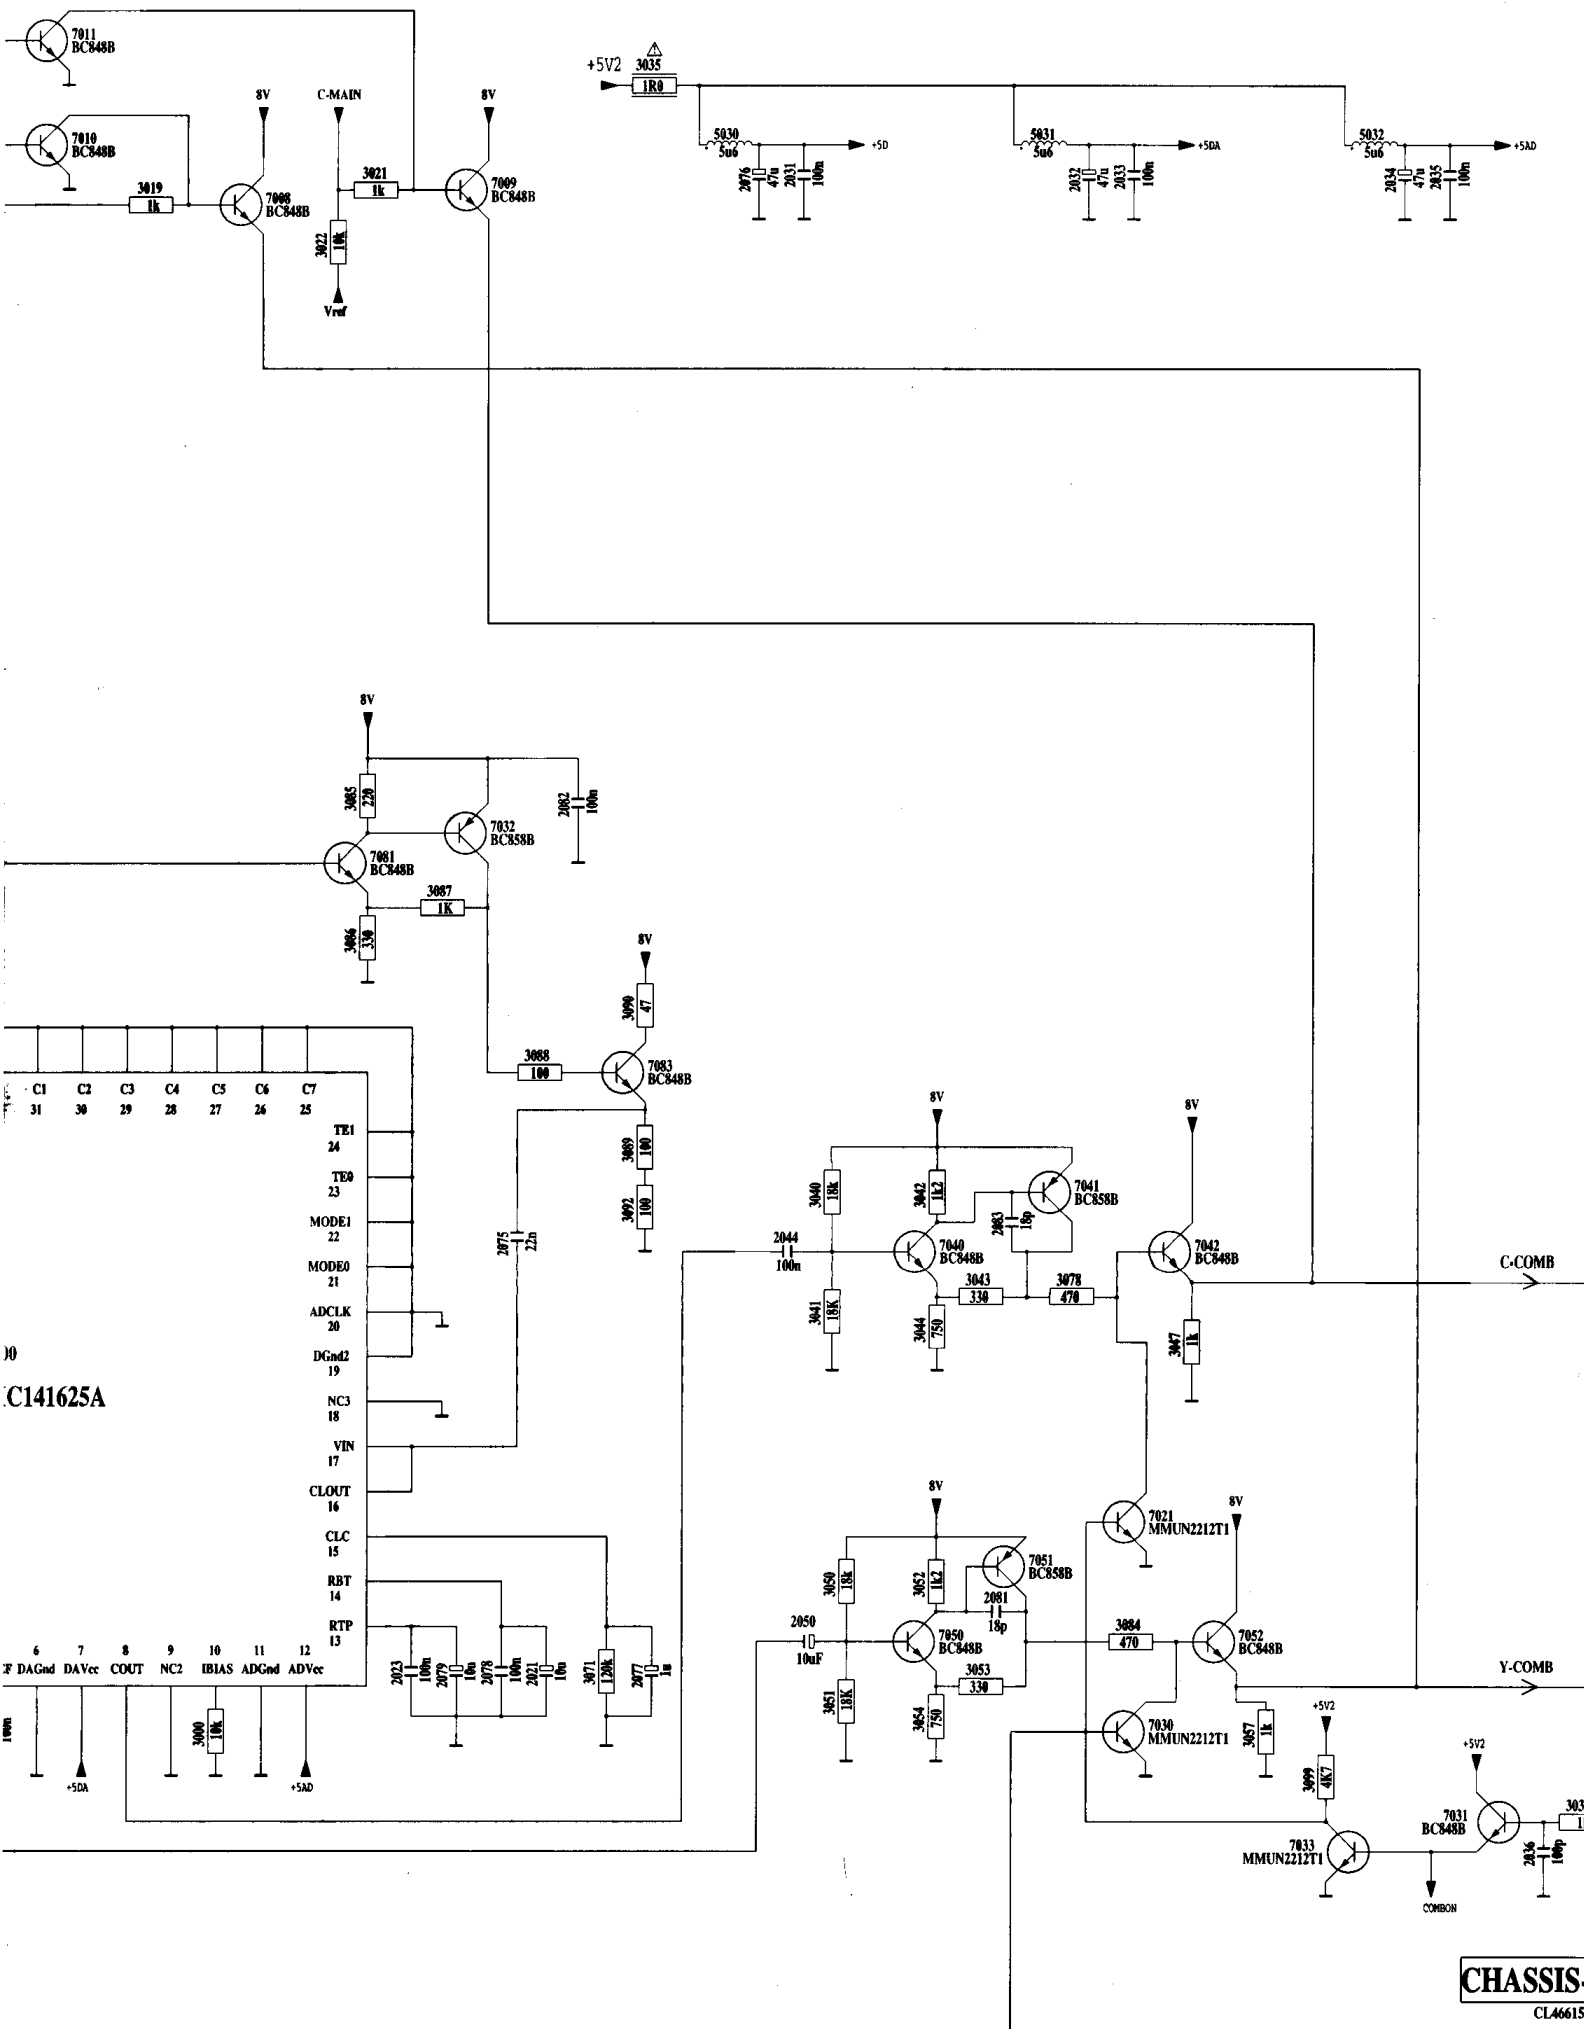 7011
BC848B
+5V2
3035
1R0
8V
C-MAIN
8V
7010
BC848B
5030
5u6
+5D
5031
5u6
+5DA
5032
5u6
+5AD
2076
47u
2031
100n
2032
47u
2033
100n
2034
47u
2035
100n
3019
1k
7008
BC848B
3021
1k
7009
BC848B
3022
10k
Vref
8V
3085
220
2082
100n
7032
BC858B
7081
BC848B
3087
1K
3086
330
8V
3090
47
3088
100
7083
BC848B
C1
C2
C3
C4
C5
C6
C7
31
30
29
28
27
26
25
TE1
24
TE0
23
MODE1
22
MODE0
21
ADCLK
20
DGnd2
19
NC3
18
VIN
17
CLOUT
16
CLC
15
RBT
14
RTP
13
C141625A
3089
100
3092
100
2075
22n
8V
8V
3040
18k
3042
1k2
7041
BC858B
2083
18p
2044
100n
7040
BC848B
7042
BC848B
C-COMB
3043
330
3078
470
3041
18K
3044
750
3047
1k
8V
8V
7021
MMUN2212T1
3050
18k
3052
1k2
7051
BC858B
2081
18p
2050
10uF
7050
BC848B
3084
470
7052
BC848B
3053
330
Y-COMB
3051
18K
3054
750
7030
MMUN2212T1
3057
1k
+5V2
3099
4K7
+5V2
7031
BC848B
303
1
2036
100p
7033
MMUN2212T1
COMBON
6
7
8
9
10
11
12
F DAGnd DAVcc COUT NC2 IBIAS ADGnd ADVcc
100n
3000
10k
+5DA
+5AD
2023
100n
2079
10u
2078
100n
2021
10u
3071
120k
2077
1u
CHASSIS-
CL46615